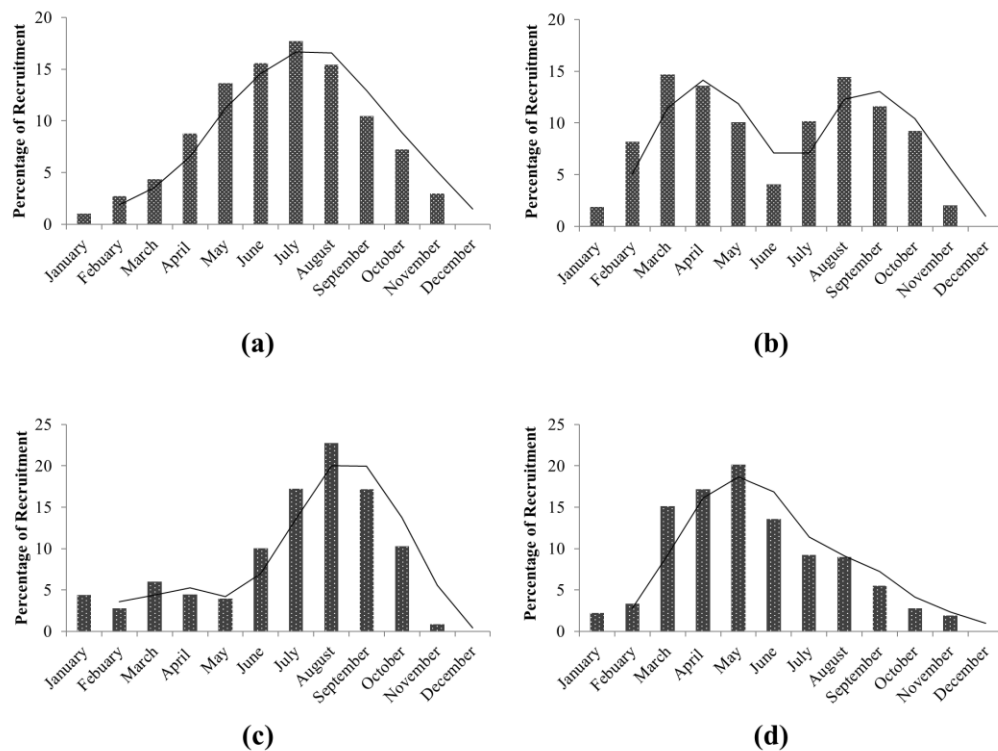 Percentage of Recruitment
20
15
10
5
0
January
Febuary
March
April
May
June
July
August
September
October
November
December
(a)
Percentage of Recruitment
20
15
10
5
0
January
Febuary
March
April
May
June
July
August
September
October
November
December
(b)
Percentage of Recruitment
25
20
15
10
5
0
January
Febuary
March
April
May
June
July
August
September
October
November
December
(c)
Percentage of Recruitment
25
20
15
10
5
0
January
Febuary
March
April
May
June
July
August
September
October
November
December
(d)